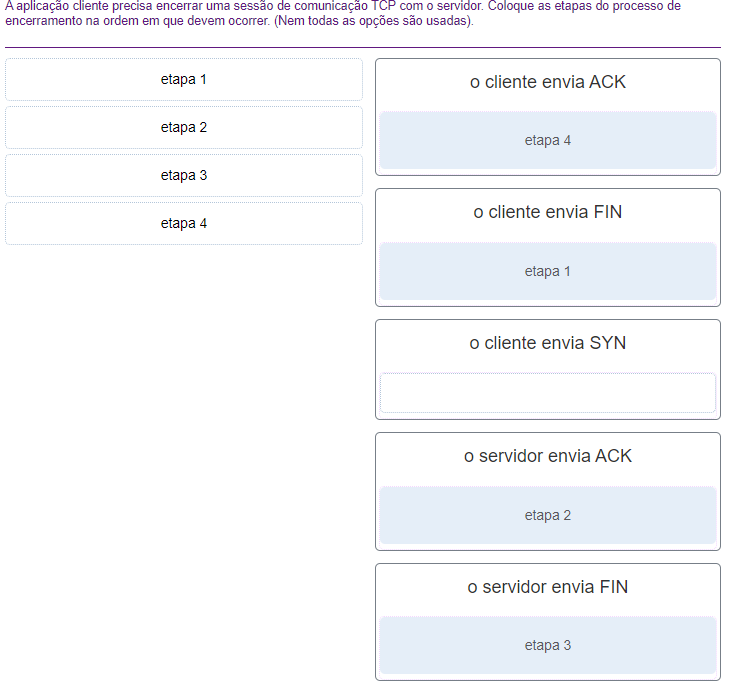 A aplicação cliente precisa encerrar uma sessão de comunicação TCP com o servidor. Coloque as etapas do processo de
encerramento na ordem em que devem ocorrer. (Nem todas as opções são usadas).
etapa 1
etapa 2
etapa 3
etapa 4
o cliente envia ACK
etapa 4
o cliente envia FIN
etapa 1
o cliente envia SYN
o servidor envia ACK
etapa 2
o servidor envia FIN
etapa 3